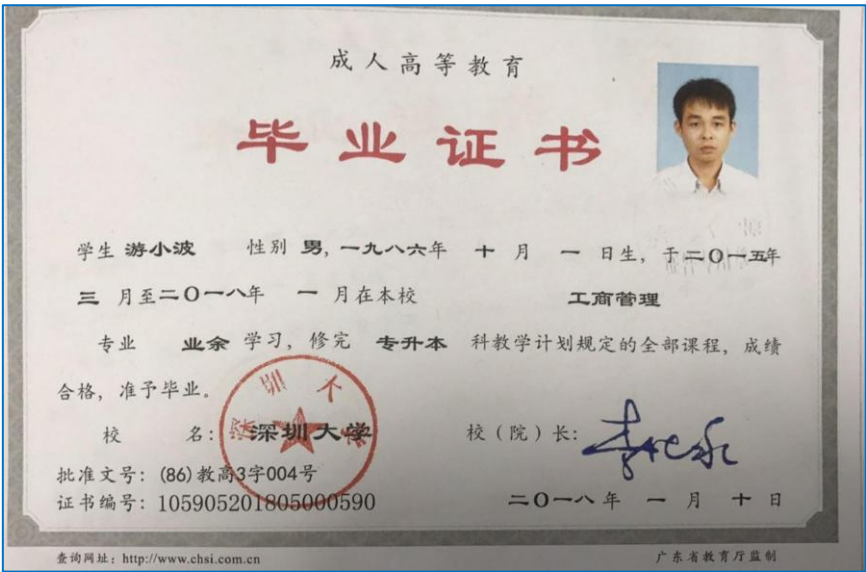 成人高等教育
毕业证书
学生 游小波 性别 男, 一九八六年 十 月 一 日生, 于二〇一五年
三 月至二〇一八年 一 月在本校 工商管理
专业 业余 学习, 修完 专升本 科教学计划规定的全部课程, 成绩
合格, 准予毕业。
深圳大学
校 名: 深圳大学 校（院）长:
批准文号: (86)教高3字004号
证书编号: 105905201805000590 二〇一八 年 一 月 十 日
查询网址: http://www.chsi.com.cn 广东省教育厅监制